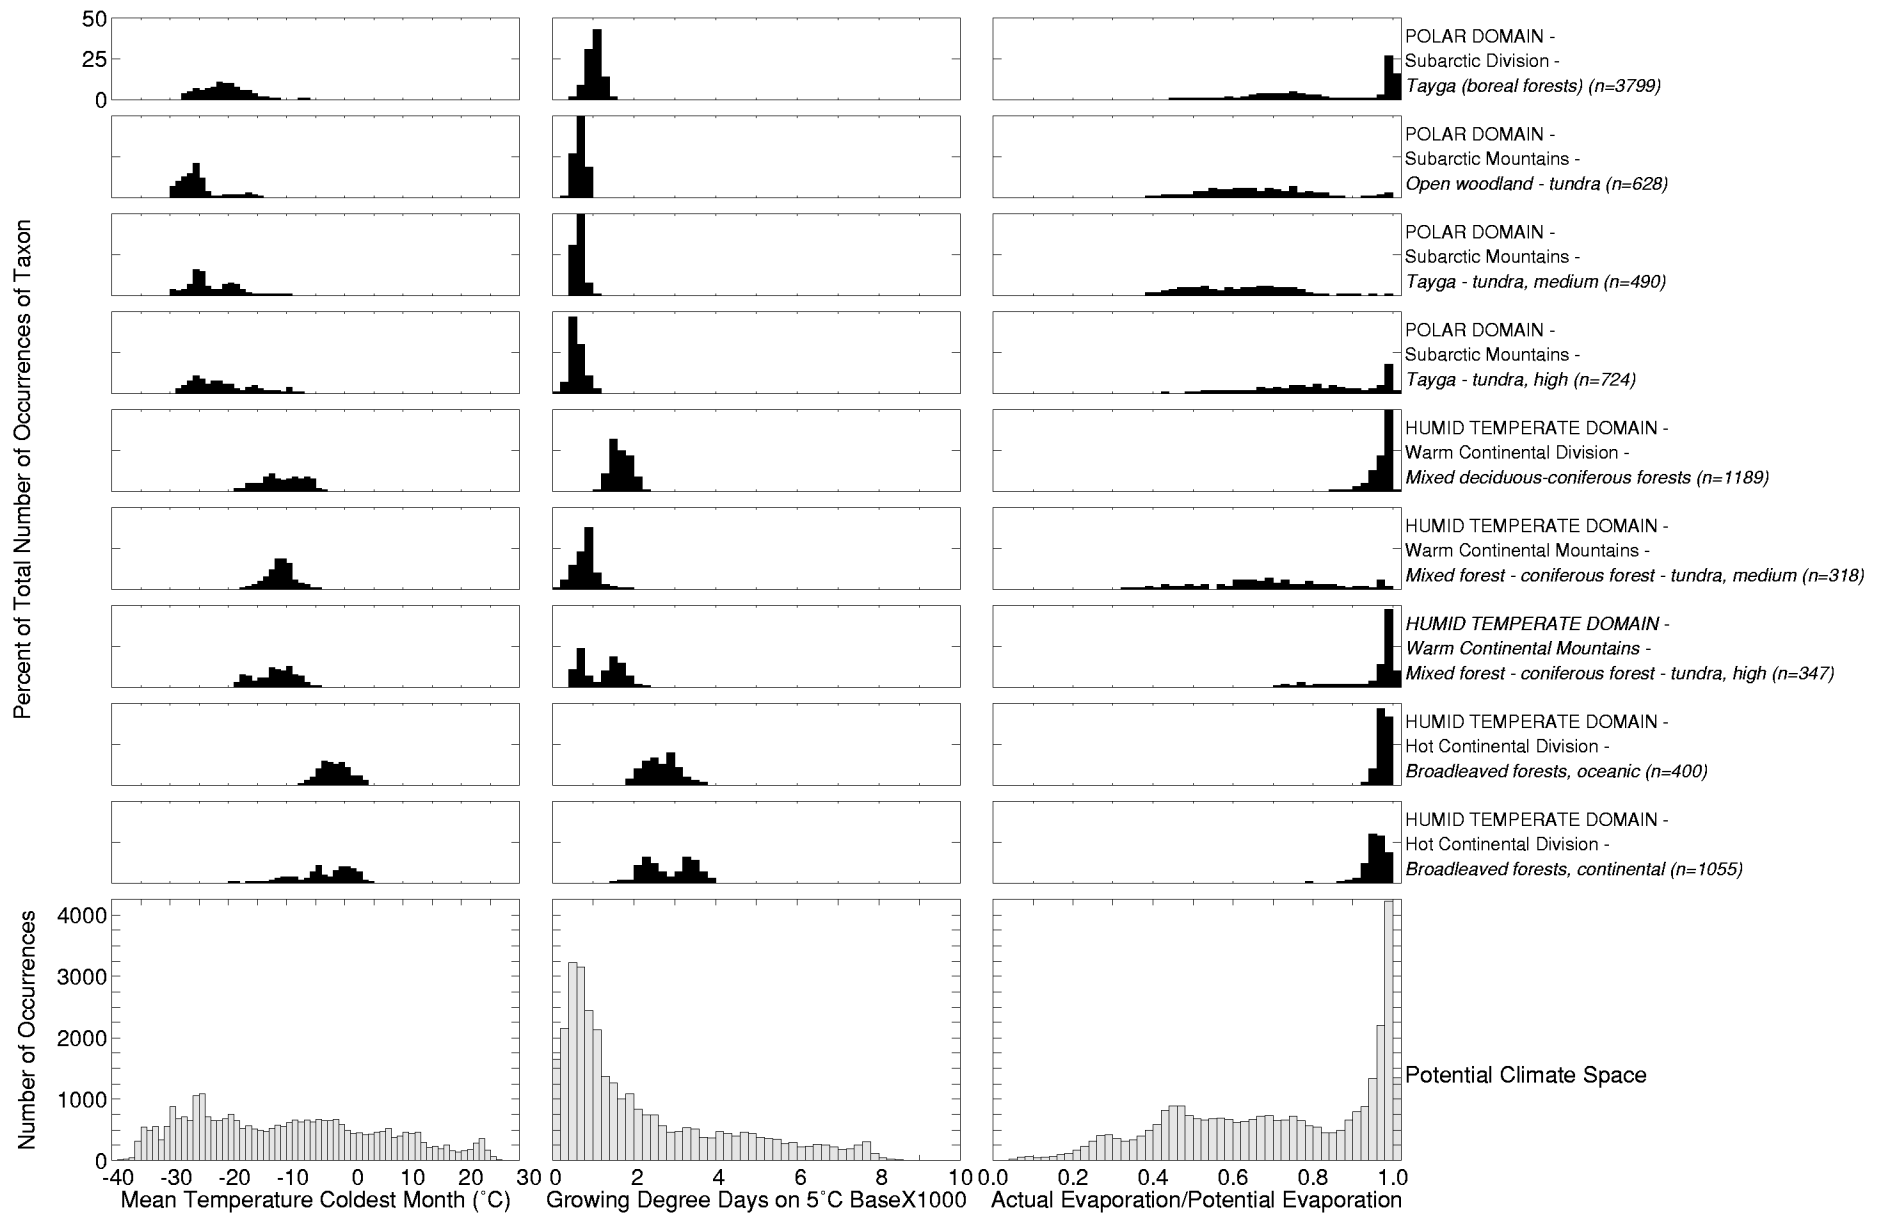 50
25
0
POLAR DOMAIN -
Subarctic Division -
Tayga (boreal forests) (n=3799)
POLAR DOMAIN -
Subarctic Mountains -
Open woodland - tundra (n=628)
POLAR DOMAIN -
Subarctic Mountains -
Tayga - tundra, medium (n=490)
POLAR DOMAIN -
Subarctic Mountains -
Tayga - tundra, high (n=724)
HUMID TEMPERATE DOMAIN -
Warm Continental Division -
Mixed deciduous-coniferous forests (n=1189)
HUMID TEMPERATE DOMAIN -
Warm Continental Mountains -
Mixed forest - coniferous forest - tundra, medium (n=318)
HUMID TEMPERATE DOMAIN -
Warm Continental Mountains -
Mixed forest - coniferous forest - tundra, high (n=347)
HUMID TEMPERATE DOMAIN -
Hot Continental Division -
Broadleaved forests, oceanic (n=400)
HUMID TEMPERATE DOMAIN -
Hot Continental Division -
Broadleaved forests, continental (n=1055)
Percent of Total Number of Occurrences of Taxon
Number of Occurrences
4000
3000
2000
1000
0
Potential Climate Space
-40 -30 -20 -10 0 10 20 30
0 2 4 6 8 10
0.0 0.2 0.4 0.6 0.8 1.0
Mean Temperature Coldest Month (˚C)
Growing Degree Days on 5˚C BaseX1000
Actual Evaporation/Potential Evaporation